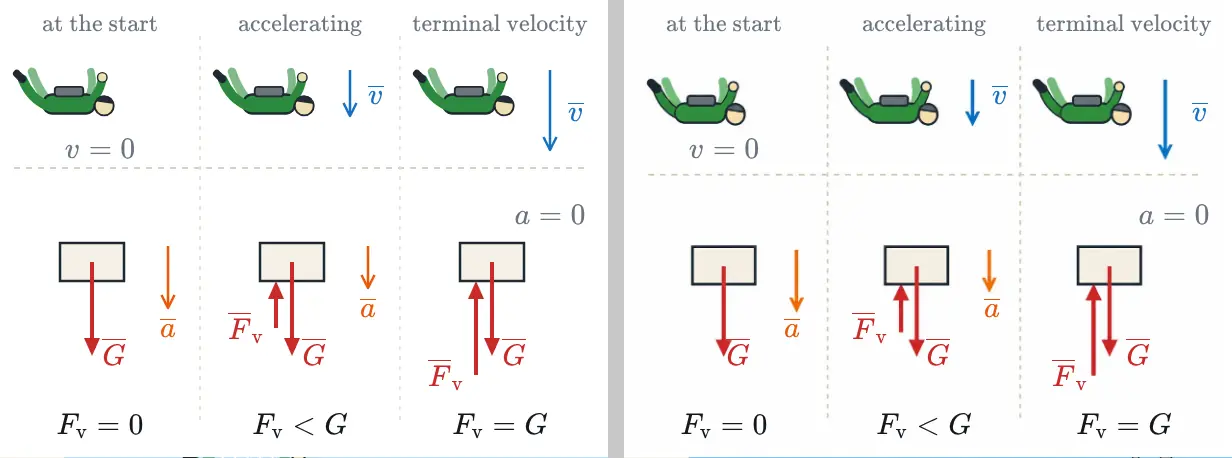 at the start accelerating terminal velocity
v̅
v̅
v = 0
a = 0
a̅
a̅
F̅ᵥ
G̅
G̅
G̅
F̅ᵥ
Fᵥ = 0 Fᵥ < G Fᵥ = G
at the start accelerating terminal velocity
v̅
v̅
v = 0
a = 0
a̅
a̅
F̅ᵥ
G̅
G̅
G̅
F̅ᵥ
Fᵥ = 0 Fᵥ < G Fᵥ = G